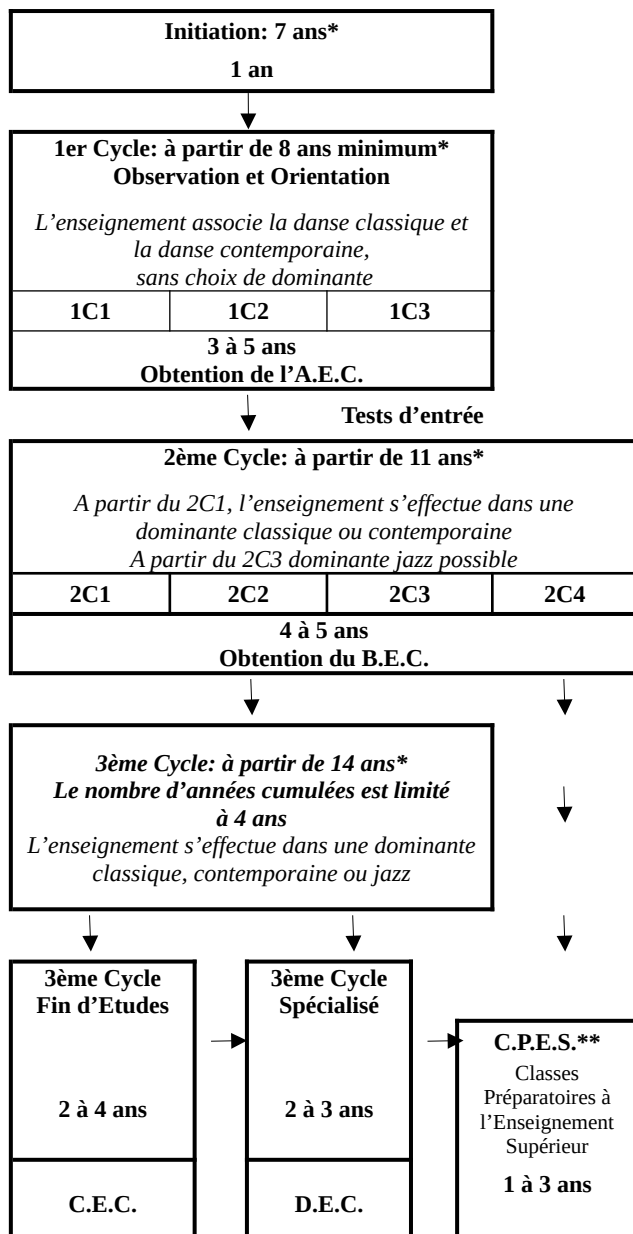 Initiation: 7 ans*
1 an
1er Cycle: à partir de 8 ans minimum*
Observation et Orientation
L’enseignement associe la danse classique et
la danse contemporaine,
sans choix de dominante
1C1 1C2 1C3
3 à 5 ans
Obtention de l’A.E.C.
Tests d’entrée
2ème Cycle: à partir de 11 ans*
A partir du 2C1, l’enseignement s’effectue dans une
dominante classique ou contemporaine
A partir du 2C3 dominante jazz possible
2C1 2C2 2C3 2C4
4 à 5 ans
Obtention du B.E.C.
3ème Cycle: à partir de 14 ans*
Le nombre d’années cumulées est limité
à 4 ans
L’enseignement s’effectue dans une dominante
classique, contemporaine ou jazz
3ème Cycle
Fin d’Etudes
2 à 4 ans
C.E.C.
3ème Cycle
Spécialisé
2 à 3 ans
D.E.C.
C.P.E.S.**
Classes
Préparatoires à
l’Enseignement
Supérieur
1 à 3 ans